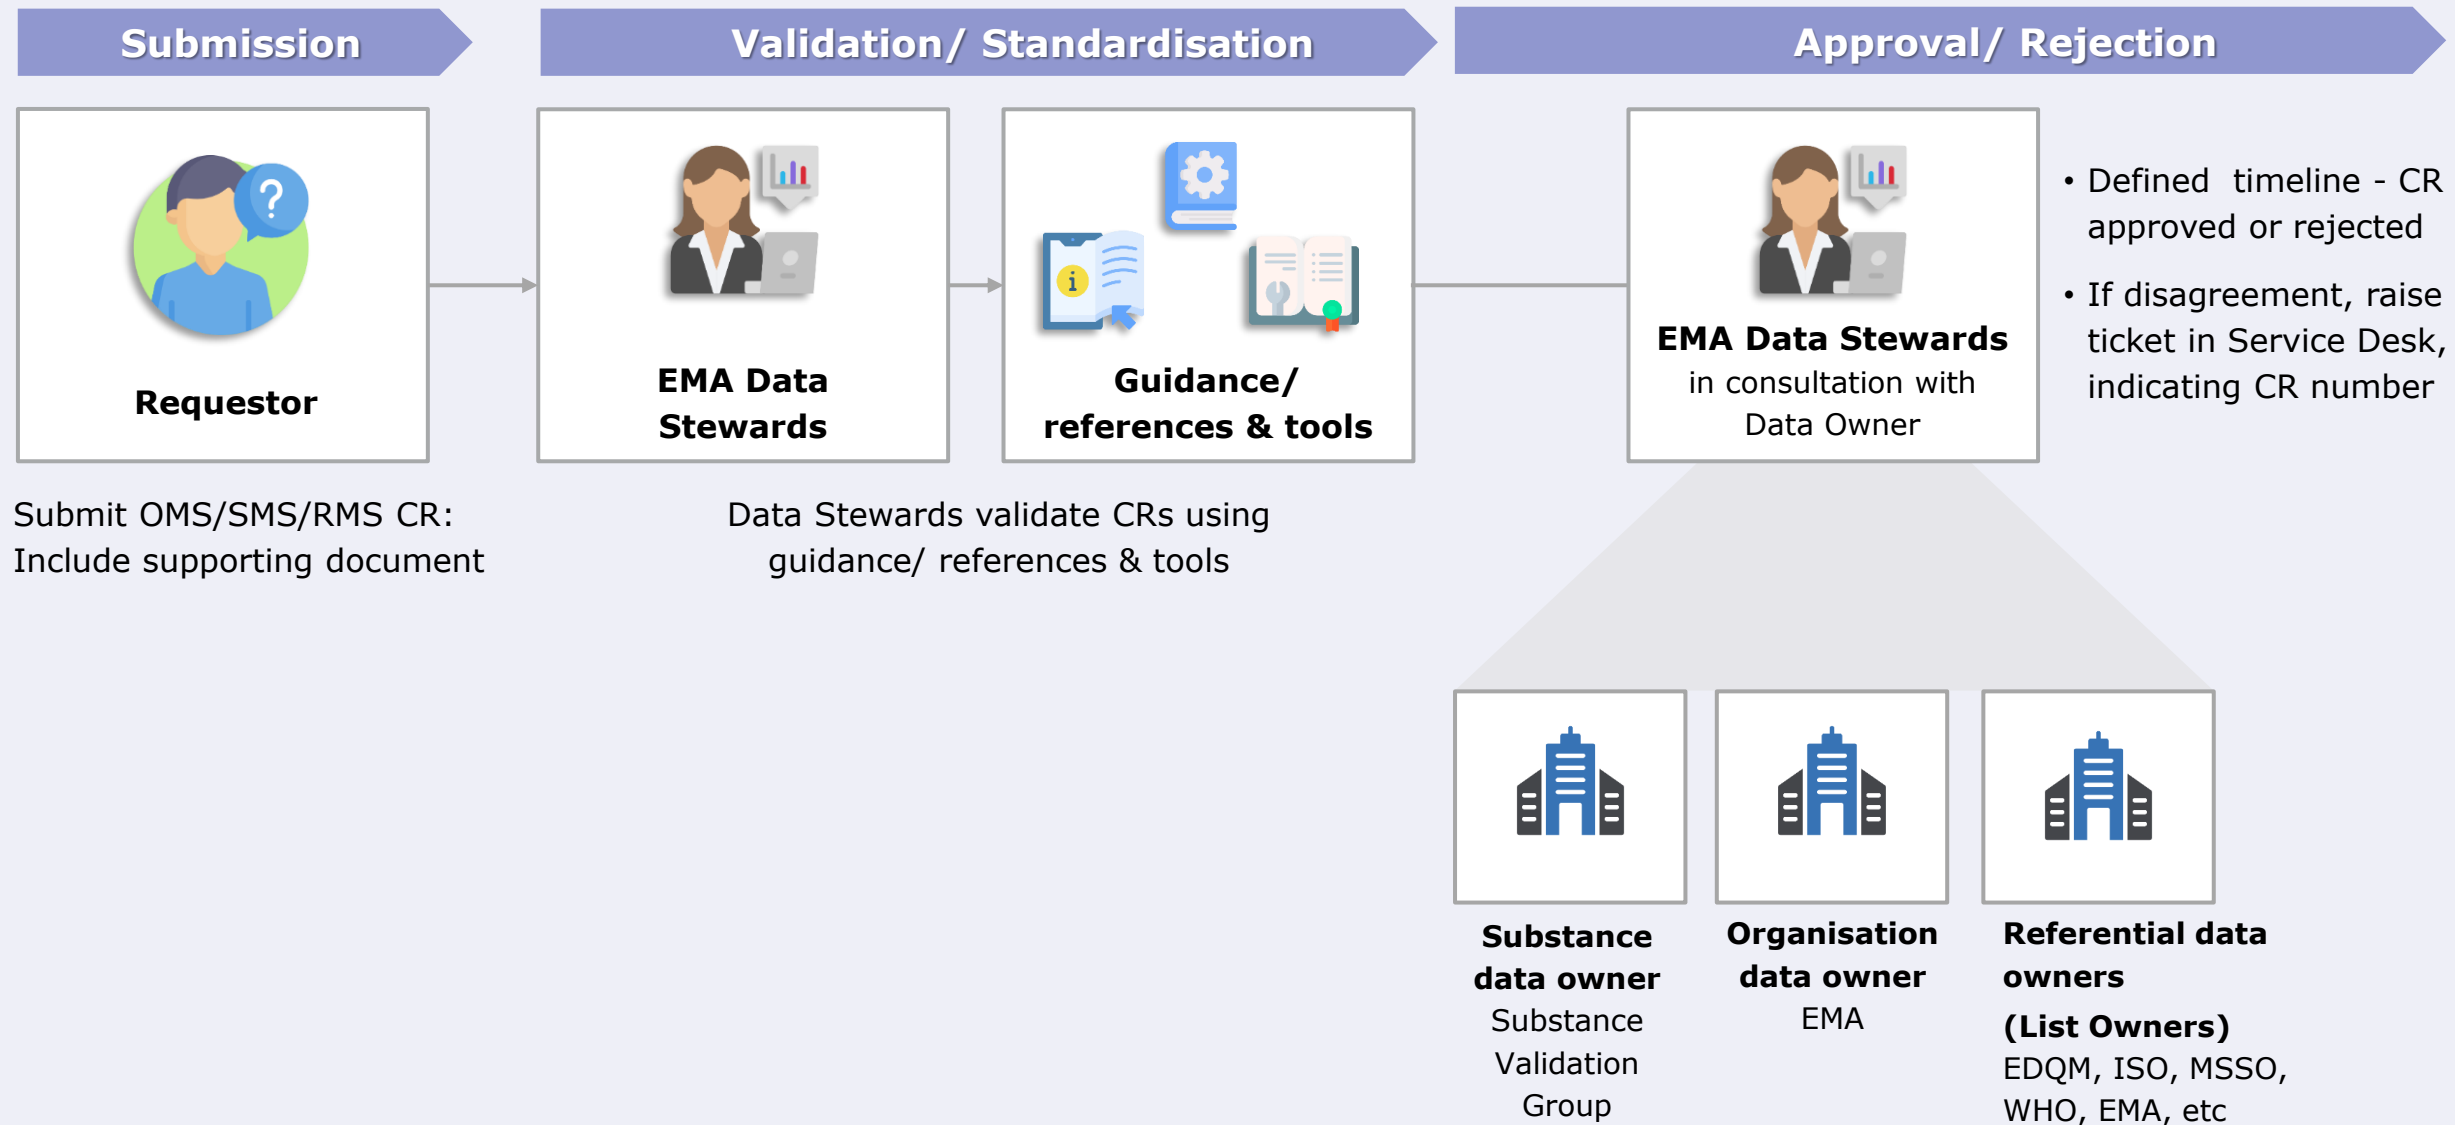 Submission
Validation/ Standardisation
Approval/ Rejection
Requestor
Submit OMS/SMS/RMS CR:
Include supporting document
EMA Data
Stewards
Guidance/
references & tools
Data Stewards validate CRs using
guidance/ references & tools
EMA Data Stewards
in consultation with
Data Owner
• Defined timeline - CR
approved or rejected
• If disagreement, raise
ticket in Service Desk,
indicating CR number
Substance
data owner
Substance
Validation
Group
Organisation
data owner
EMA
Referential data
owners
(List Owners)
EDQM, ISO, MSSO,
WHO, EMA, etc